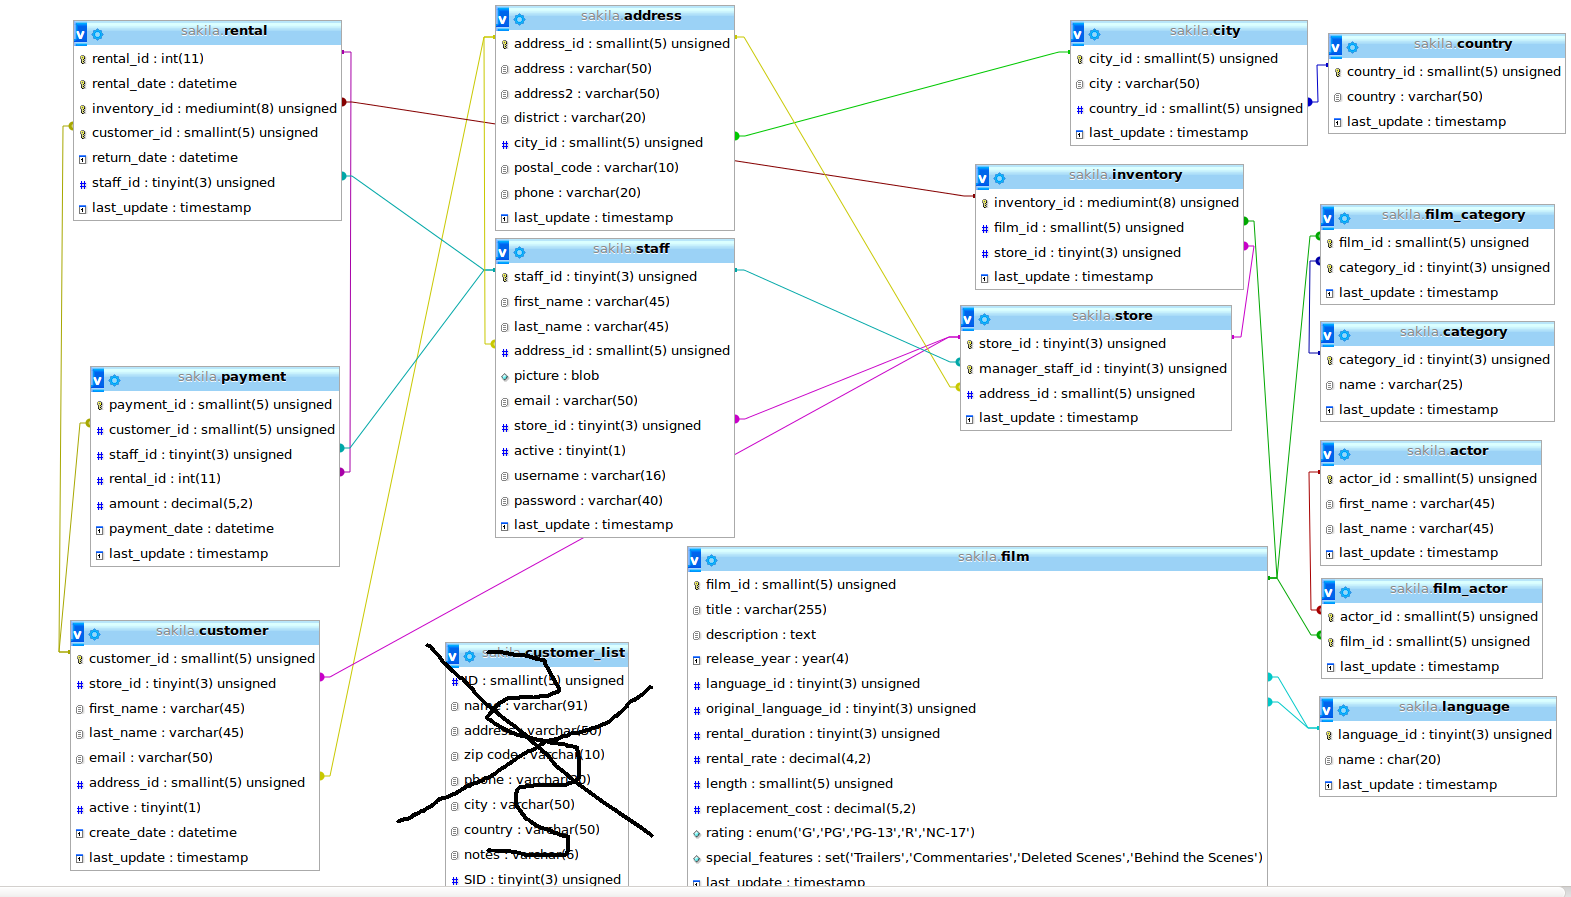 sakila.rental
rental_id : int(11)
rental_date : datetime
inventory_id : mediumint(8) unsigned
customer_id : smallint(5) unsigned
return_date : datetime
staff_id : tinyint(3) unsigned
last_update : timestamp
sakila.address
address_id : smallint(5) unsigned
address : varchar(50)
address2 : varchar(50)
district : varchar(20)
city_id : smallint(5) unsigned
postal_code : varchar(10)
phone : varchar(20)
last_update : timestamp
sakila.city
city_id : smallint(5) unsigned
city : varchar(50)
country_id : smallint(5) unsigned
last_update : timestamp
sakila.country
country_id : smallint(5) unsigned
country : varchar(50)
last_update : timestamp
sakila.inventory
inventory_id : mediumint(8) unsigned
film_id : smallint(5) unsigned
store_id : tinyint(3) unsigned
last_update : timestamp
sakila.film_category
film_id : smallint(5) unsigned
category_id : tinyint(3) unsigned
last_update : timestamp
sakila.staff
staff_id : tinyint(3) unsigned
first_name : varchar(45)
last_name : varchar(45)
address_id : smallint(5) unsigned
picture : blob
email : varchar(50)
store_id : tinyint(3) unsigned
active : tinyint(1)
username : varchar(16)
password : varchar(40)
last_update : timestamp
sakila.store
store_id : tinyint(3) unsigned
manager_staff_id : tinyint(3) unsigned
address_id : smallint(5) unsigned
last_update : timestamp
sakila.category
category_id : tinyint(3) unsigned
name : varchar(25)
last_update : timestamp
sakila.payment
payment_id : smallint(5) unsigned
customer_id : smallint(5) unsigned
staff_id : tinyint(3) unsigned
rental_id : int(11)
amount : decimal(5,2)
payment_date : datetime
last_update : timestamp
sakila.actor
actor_id : smallint(5) unsigned
first_name : varchar(45)
last_name : varchar(45)
last_update : timestamp
sakila.film_actor
actor_id : smallint(5) unsigned
film_id : smallint(5) unsigned
last_update : timestamp
sakila.customer
customer_id : smallint(5) unsigned
store_id : tinyint(3) unsigned
first_name : varchar(45)
last_name : varchar(45)
email : varchar(50)
address_id : smallint(5) unsigned
active : tinyint(1)
create_date : datetime
last_update : timestamp
sakila.customer_list
ID : smallint(5) unsigned
name : varchar(91)
address : varchar(50)
zip code : varchar(10)
phone : varchar(20)
city : varchar(50)
country : varchar(50)
notes : varchar(6)
SID : tinyint(3) unsigned
sakila.film
film_id : smallint(5) unsigned
title : varchar(255)
description : text
release_year : year(4)
language_id : tinyint(3) unsigned
original_language_id : tinyint(3) unsigned
rental_duration : tinyint(3) unsigned
rental_rate : decimal(4,2)
length : smallint(5) unsigned
replacement_cost : decimal(5,2)
rating : enum('G','PG','PG-13','R','NC-17')
special_features : set('Trailers','Commentaries','Deleted Scenes','Behind the Scenes')
last_update : timestamp
sakila.language
language_id : tinyint(3) unsigned
name : char(20)
last_update : timestamp